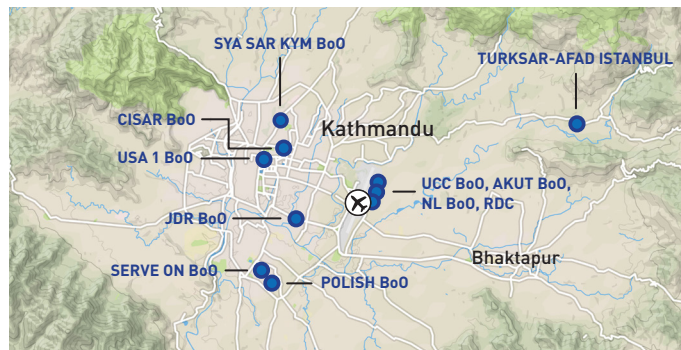 SYA SAR KYM BoO
TURKSAR-AFAD ISTANBUL
CISAR BoO
Kathmandu
USA 1 BoO
UCC BoO, AKUT BoO,
NL BoO, RDC
JDR BoO
Bhaktapur
SERVE ON BoO
POLISH BoO